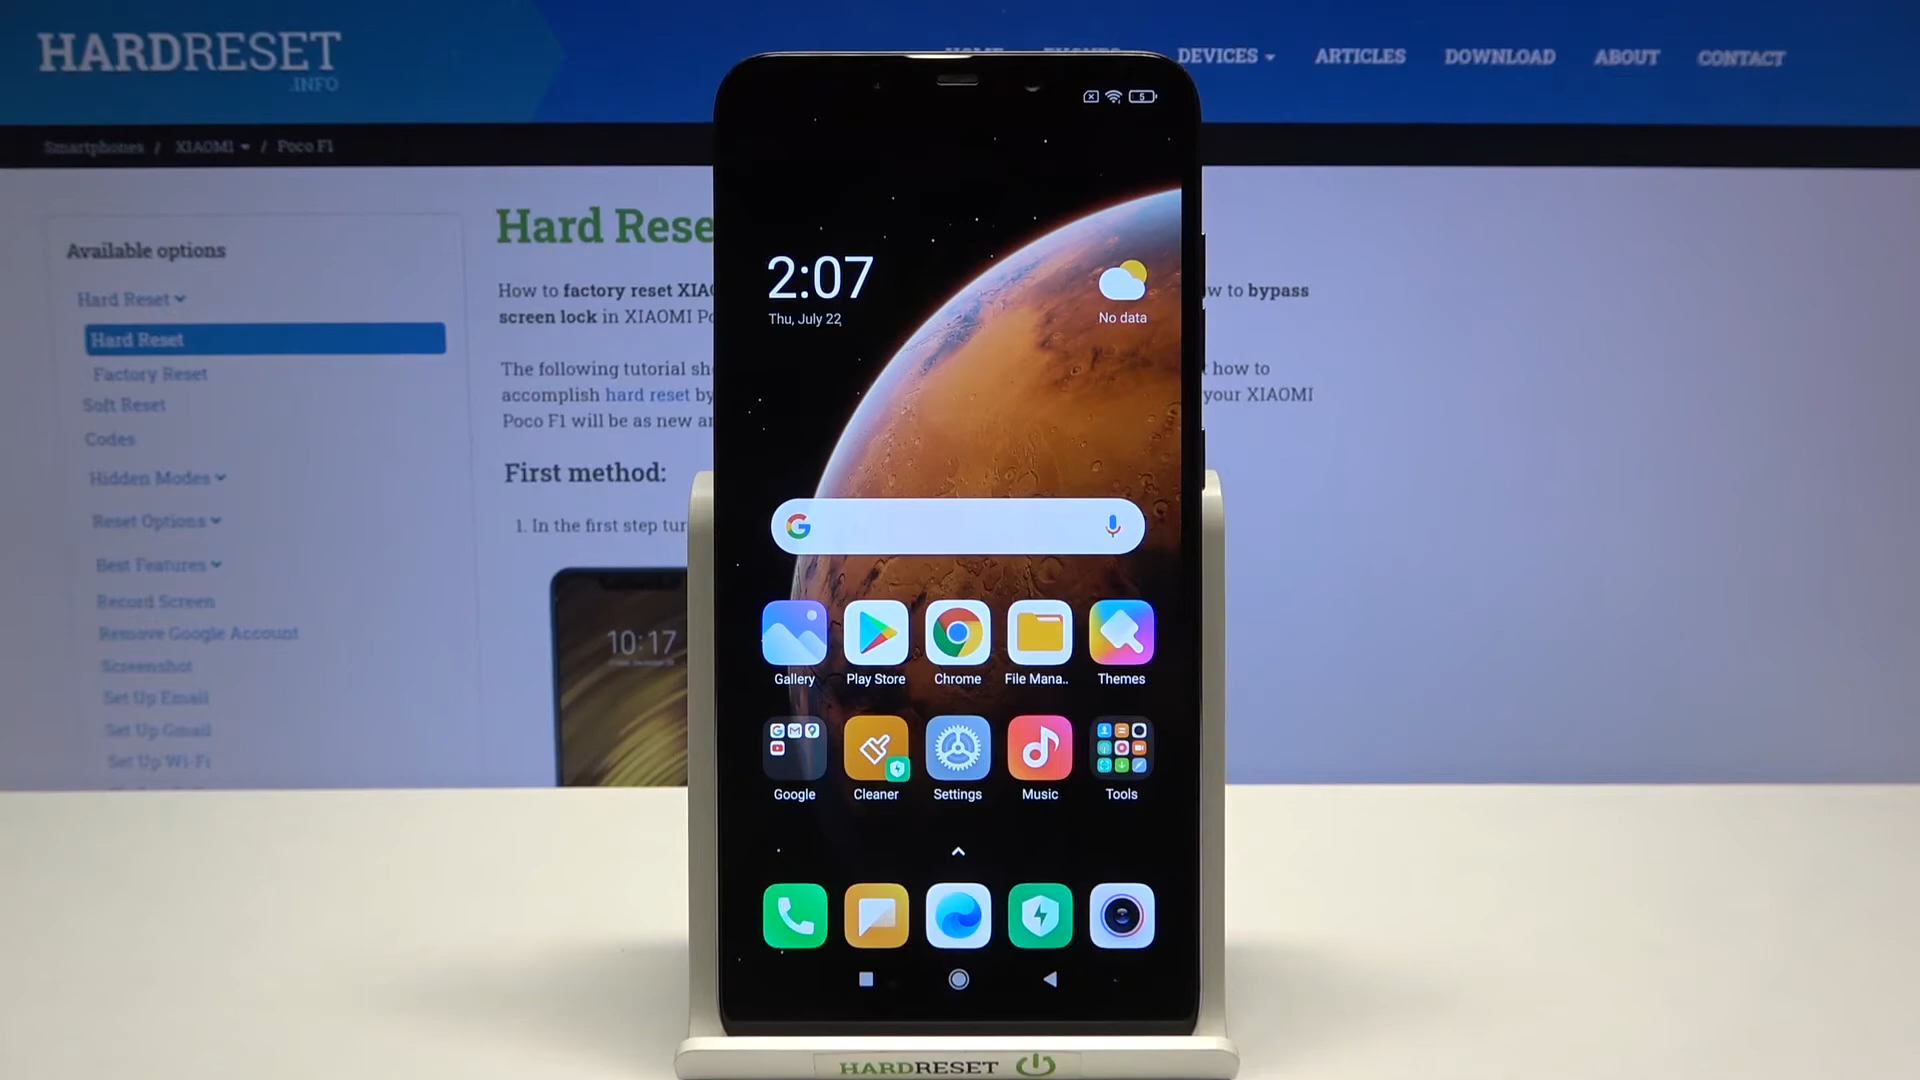 HARDRESET
.INFO
DEVICES
ARTICLES
DOWNLOAD
ABOUT
CONTACT
Smartphones / XIAOMI / Poco F1
Available options
Hard Reset
Hard Reset
Factory Reset
Soft Reset
Codes
Hidden Modes
Reset Options
Best Features
Record Screen
Remove Google Account
Screenshot
Set Up Email
Set Up Gmail
Set Up Wi-Fi
Hard Rese
How to factory reset XIAO
bypass
screen lock in XIAOMI Po
The following tutorial sh
how to
accomplish hard reset by
your XIAOMI
Poco F1 will be as new an
First method:
1. In the first step tur
10:17
5
2:07
Thu, July 22
No data
Gallery
Play Store
Chrome
File Mana..
Themes
Google
Cleaner
Settings
Music
Tools
HARDRESET